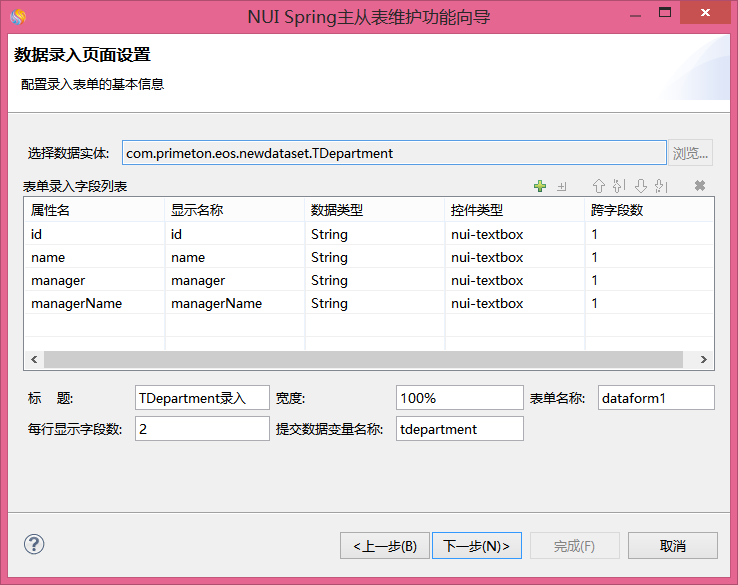 NUI Spring主从表维护功能向导
数据录入页面设置
配置录入表单的基本信息
选择数据实体: com.primeton.eos.newdataset.TDepartment 浏览...
表单录入字段列表
属性名 显示名称 数据类型 控件类型 跨字段数
id id String nui-textbox 1
name name String nui-textbox 1
manager manager String nui-textbox 1
managerName managerName String nui-textbox 1
标 题: TDepartment录入 宽度: 100% 表单名称: dataform1
每行显示字段数: 2 提交数据变量名称: tdepartment
<上一步(B) 下一步(N)> 完成(F) 取消